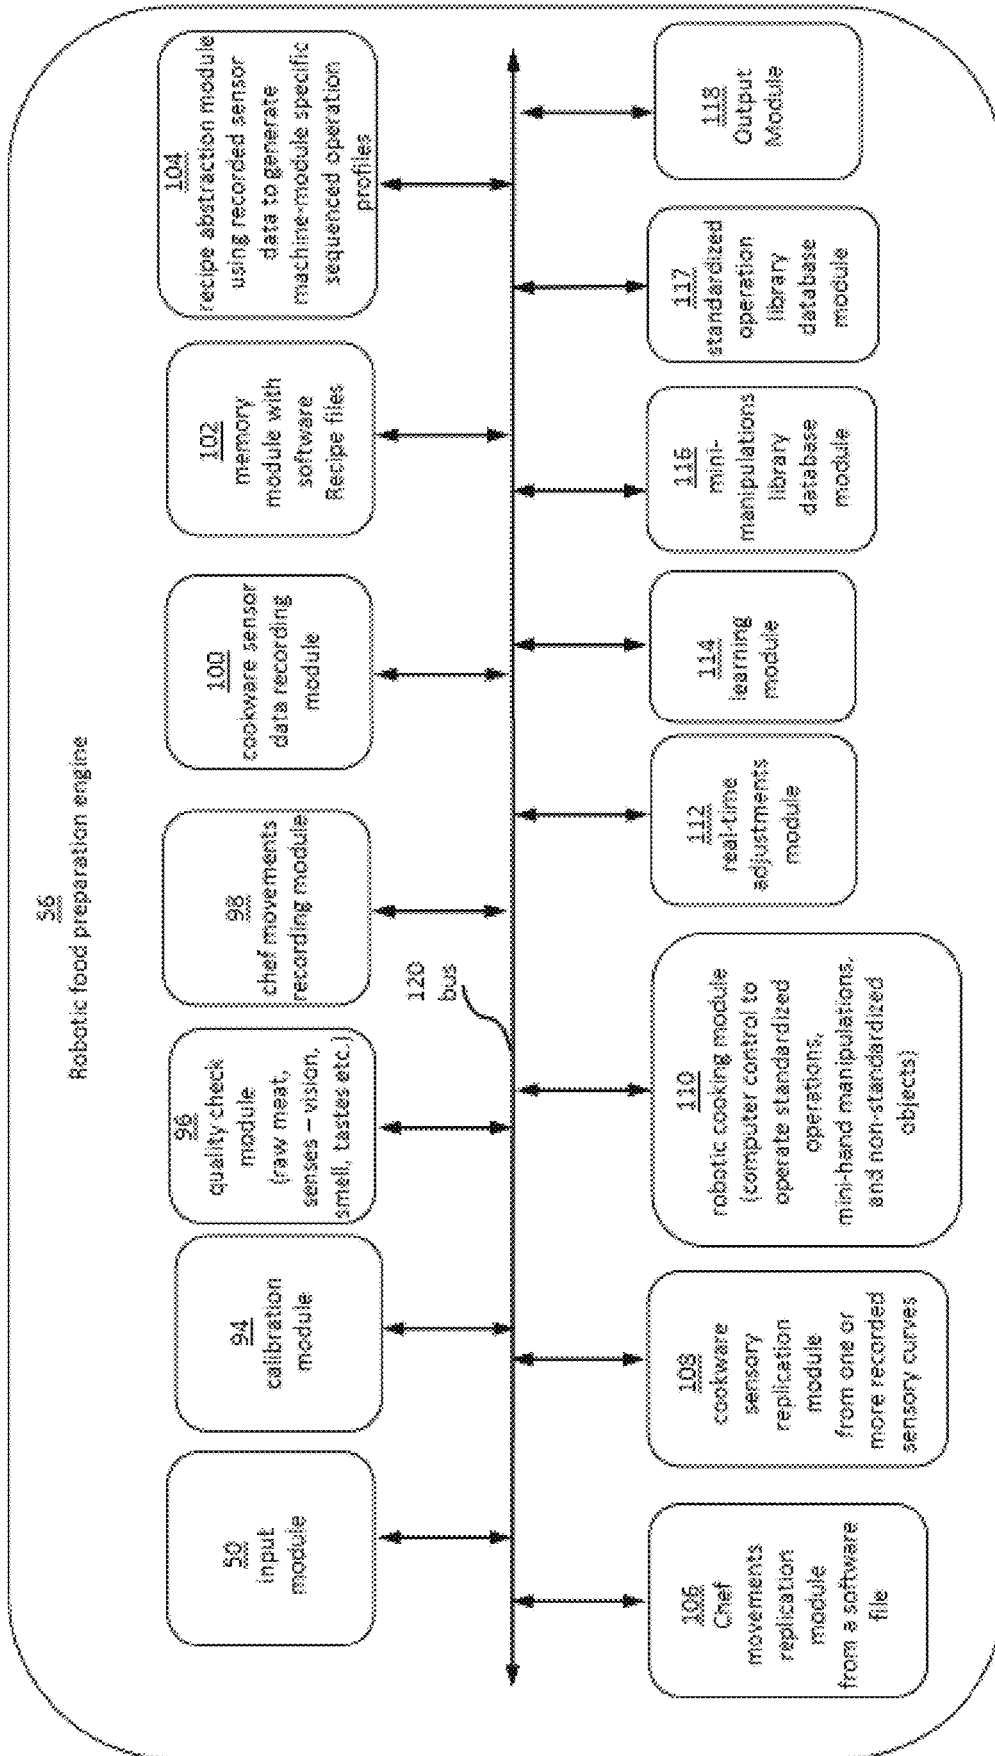 56
Robotic food preparation engine
50
input
module
94
calibration
module
96
quality check
module
(raw meat,
senses – vision,
smell, tastes etc.)
98
chef movements
recording module
100
cookware sensor
data recording
module
102
memory
module with
software
Recipe files
104
recipe abstraction module
using recorded sensor
data to generate
machine-module specific
sequenced operation
profiles
120
bus
106
Chef
movements
replication
module
from a software
file
108
cookware
sensory
replication
module
from one or
more recorded
sensory curves
110
robotic cooking module
(computer control to
operate standardized
operations,
mini-hand manipulations,
and non-standardized
objects)
112
real-time
adjustments
module
114
learning
module
116
mini-
manipulations
library
database
module
117
standardized
operation
library
database
module
118
Output
Module